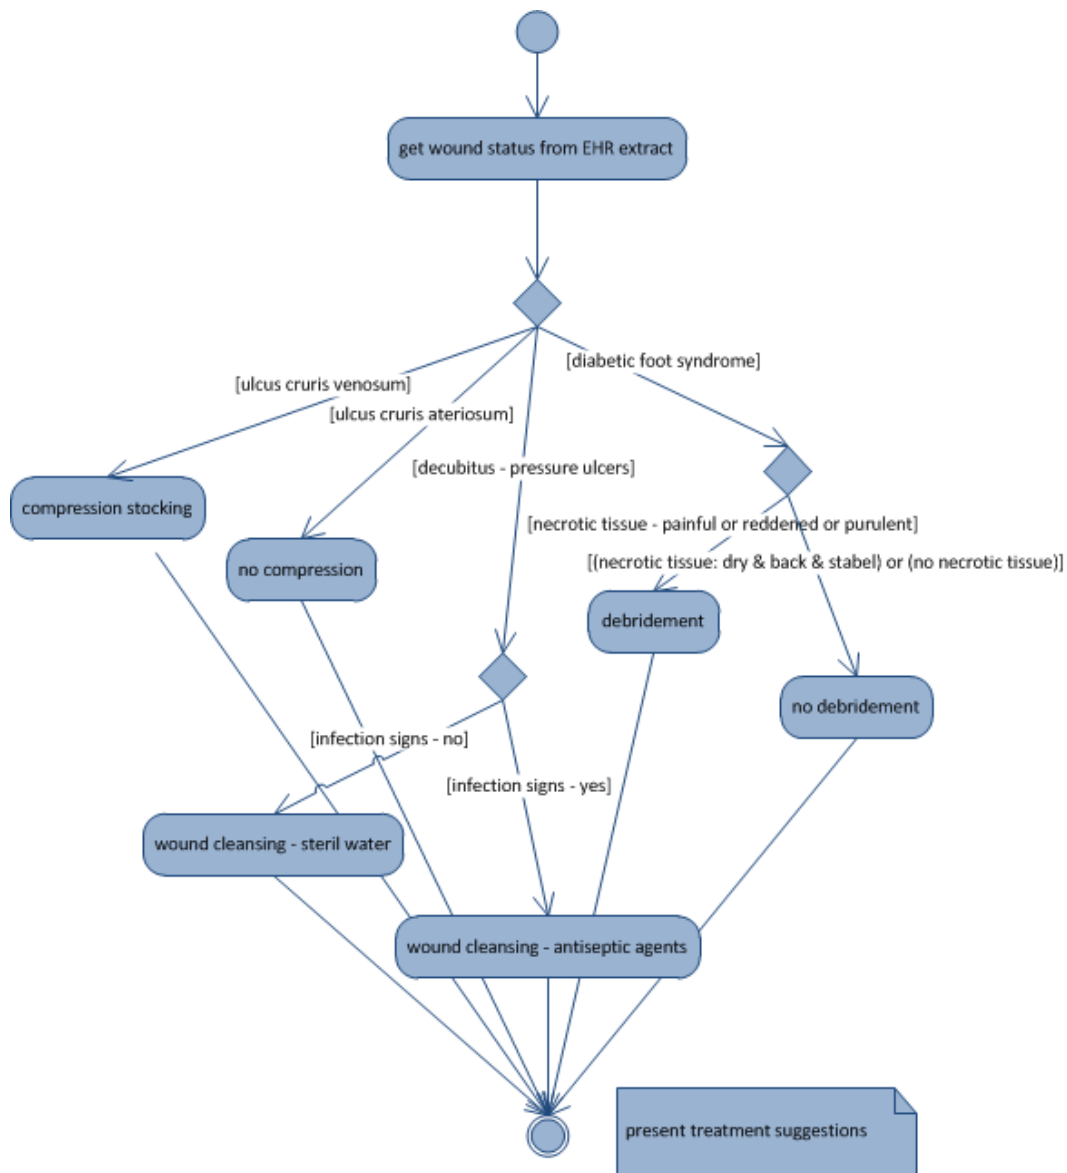 get wound status from EHR extract
[diabetic foot syndrome]
[ulcus cruris venosum]
[ulcus cruris ateriosum]
[decubitus - pressure ulcers]
compression stocking
[necrotic tissue - painful or reddened or purulent]
[(necrotic tissue: dry & back & stabel) or (no necrotic tissue)]
no compression
debridement
no debridement
[infection signs - no]
[infection signs - yes]
wound cleansing - steril water
wound cleansing - antiseptic agents
present treatment suggestions